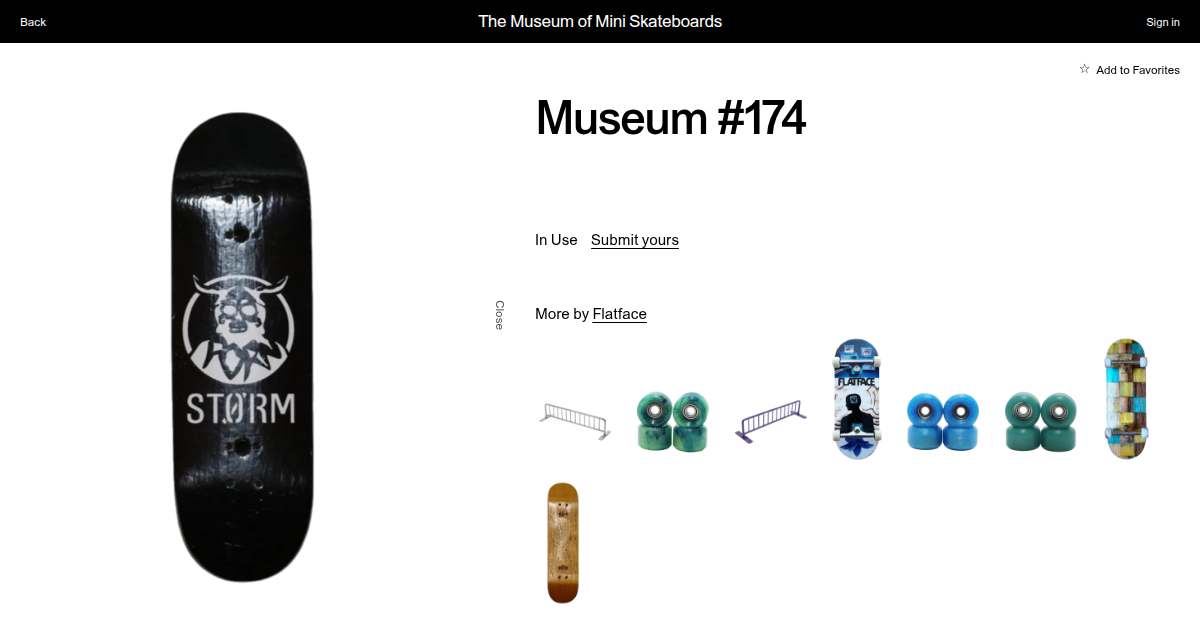 Back
The Museum of Mini Skateboards
Sign in
☆ Add to Favorites
Museum #174
In Use Submit yours
Close
More by Flatface
STØRM
FLATFACE